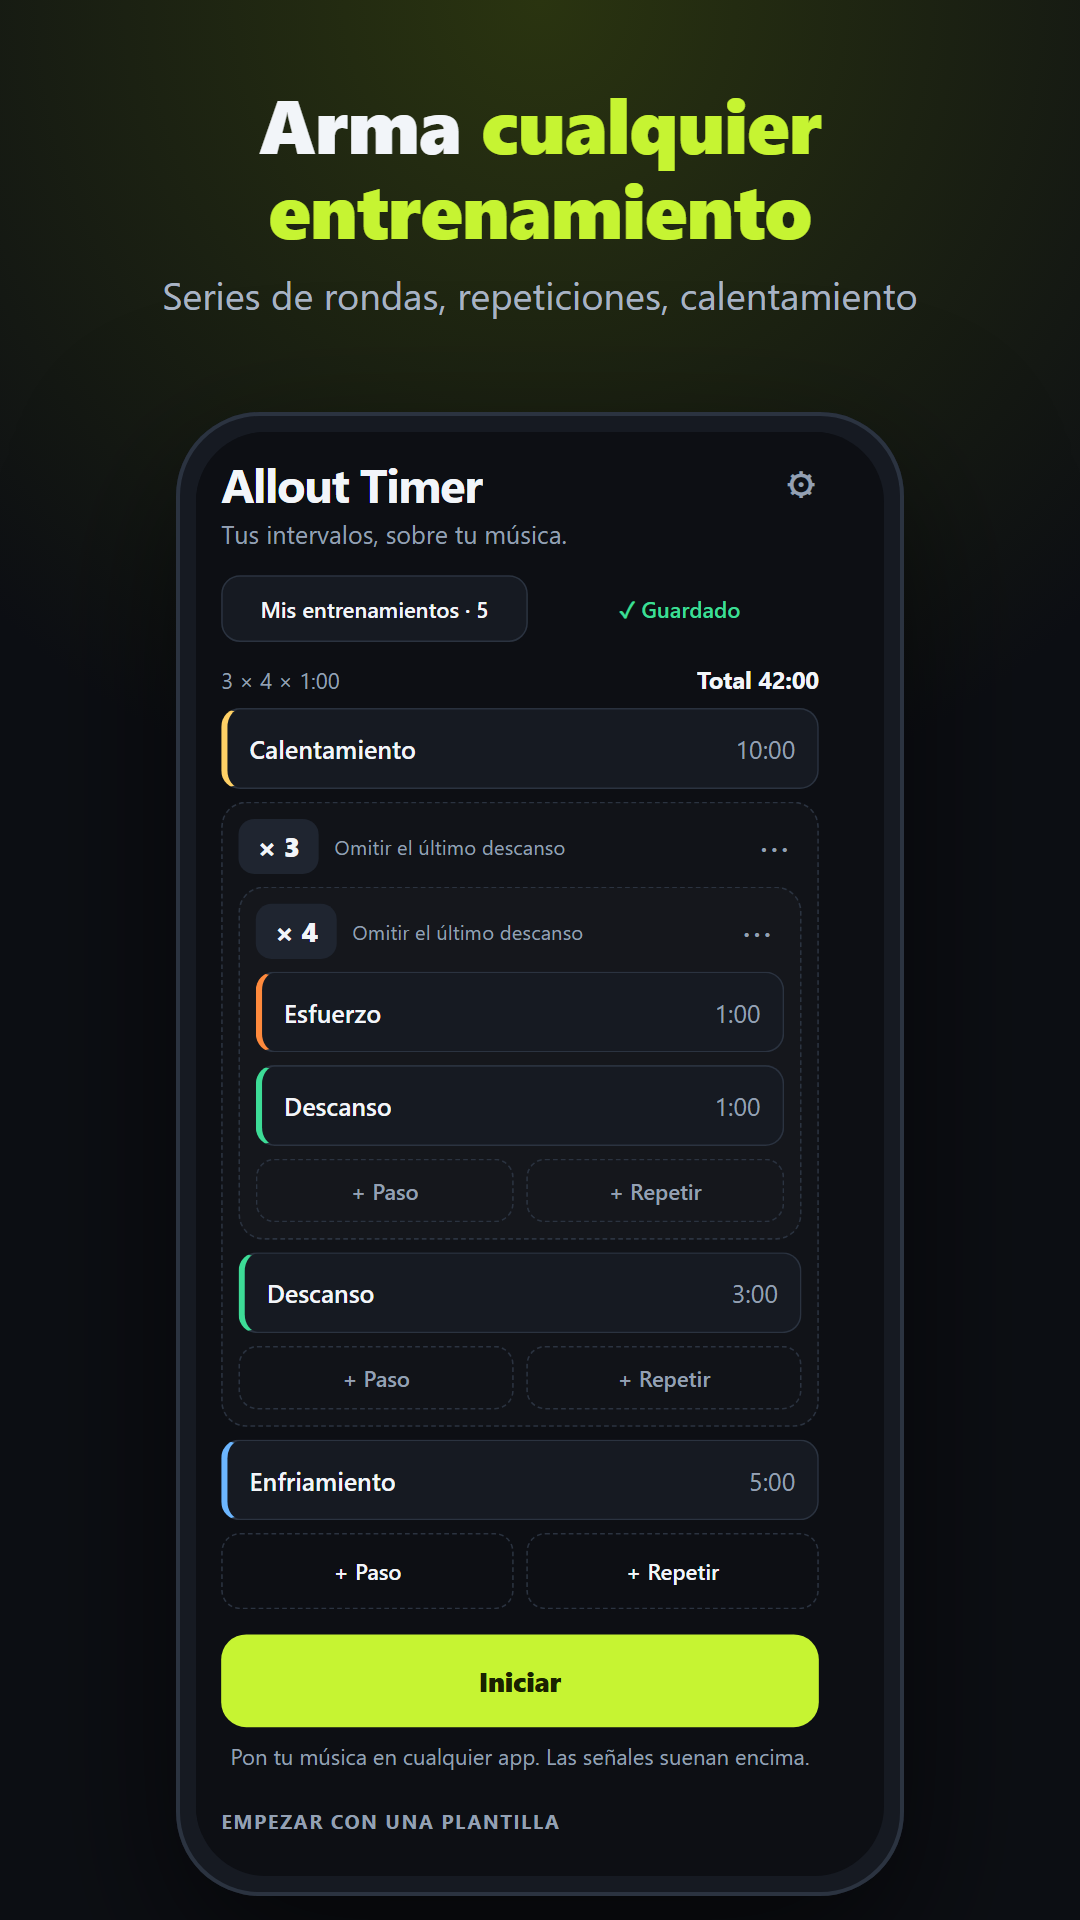 Arma cualquier
entrenamiento
Series de rondas, repeticiones, calentamiento
Allout Timer
Tus intervalos, sobre tu música.
Mis entrenamientos · 5
✓ Guardado
3 × 4 × 1:00
Total 42:00
Calentamiento
10:00
× 3
Omitir el último descanso
...
× 4
Omitir el último descanso
...
Esfuerzo
1:00
Descanso
1:00
+ Paso
+ Repetir
Descanso
3:00
+ Paso
+ Repetir
Enfriamiento
5:00
+ Paso
+ Repetir
Iniciar
Pon tu música en cualquier app. Las señales suenan encima.
EMPEZAR CON UNA PLANTILLA